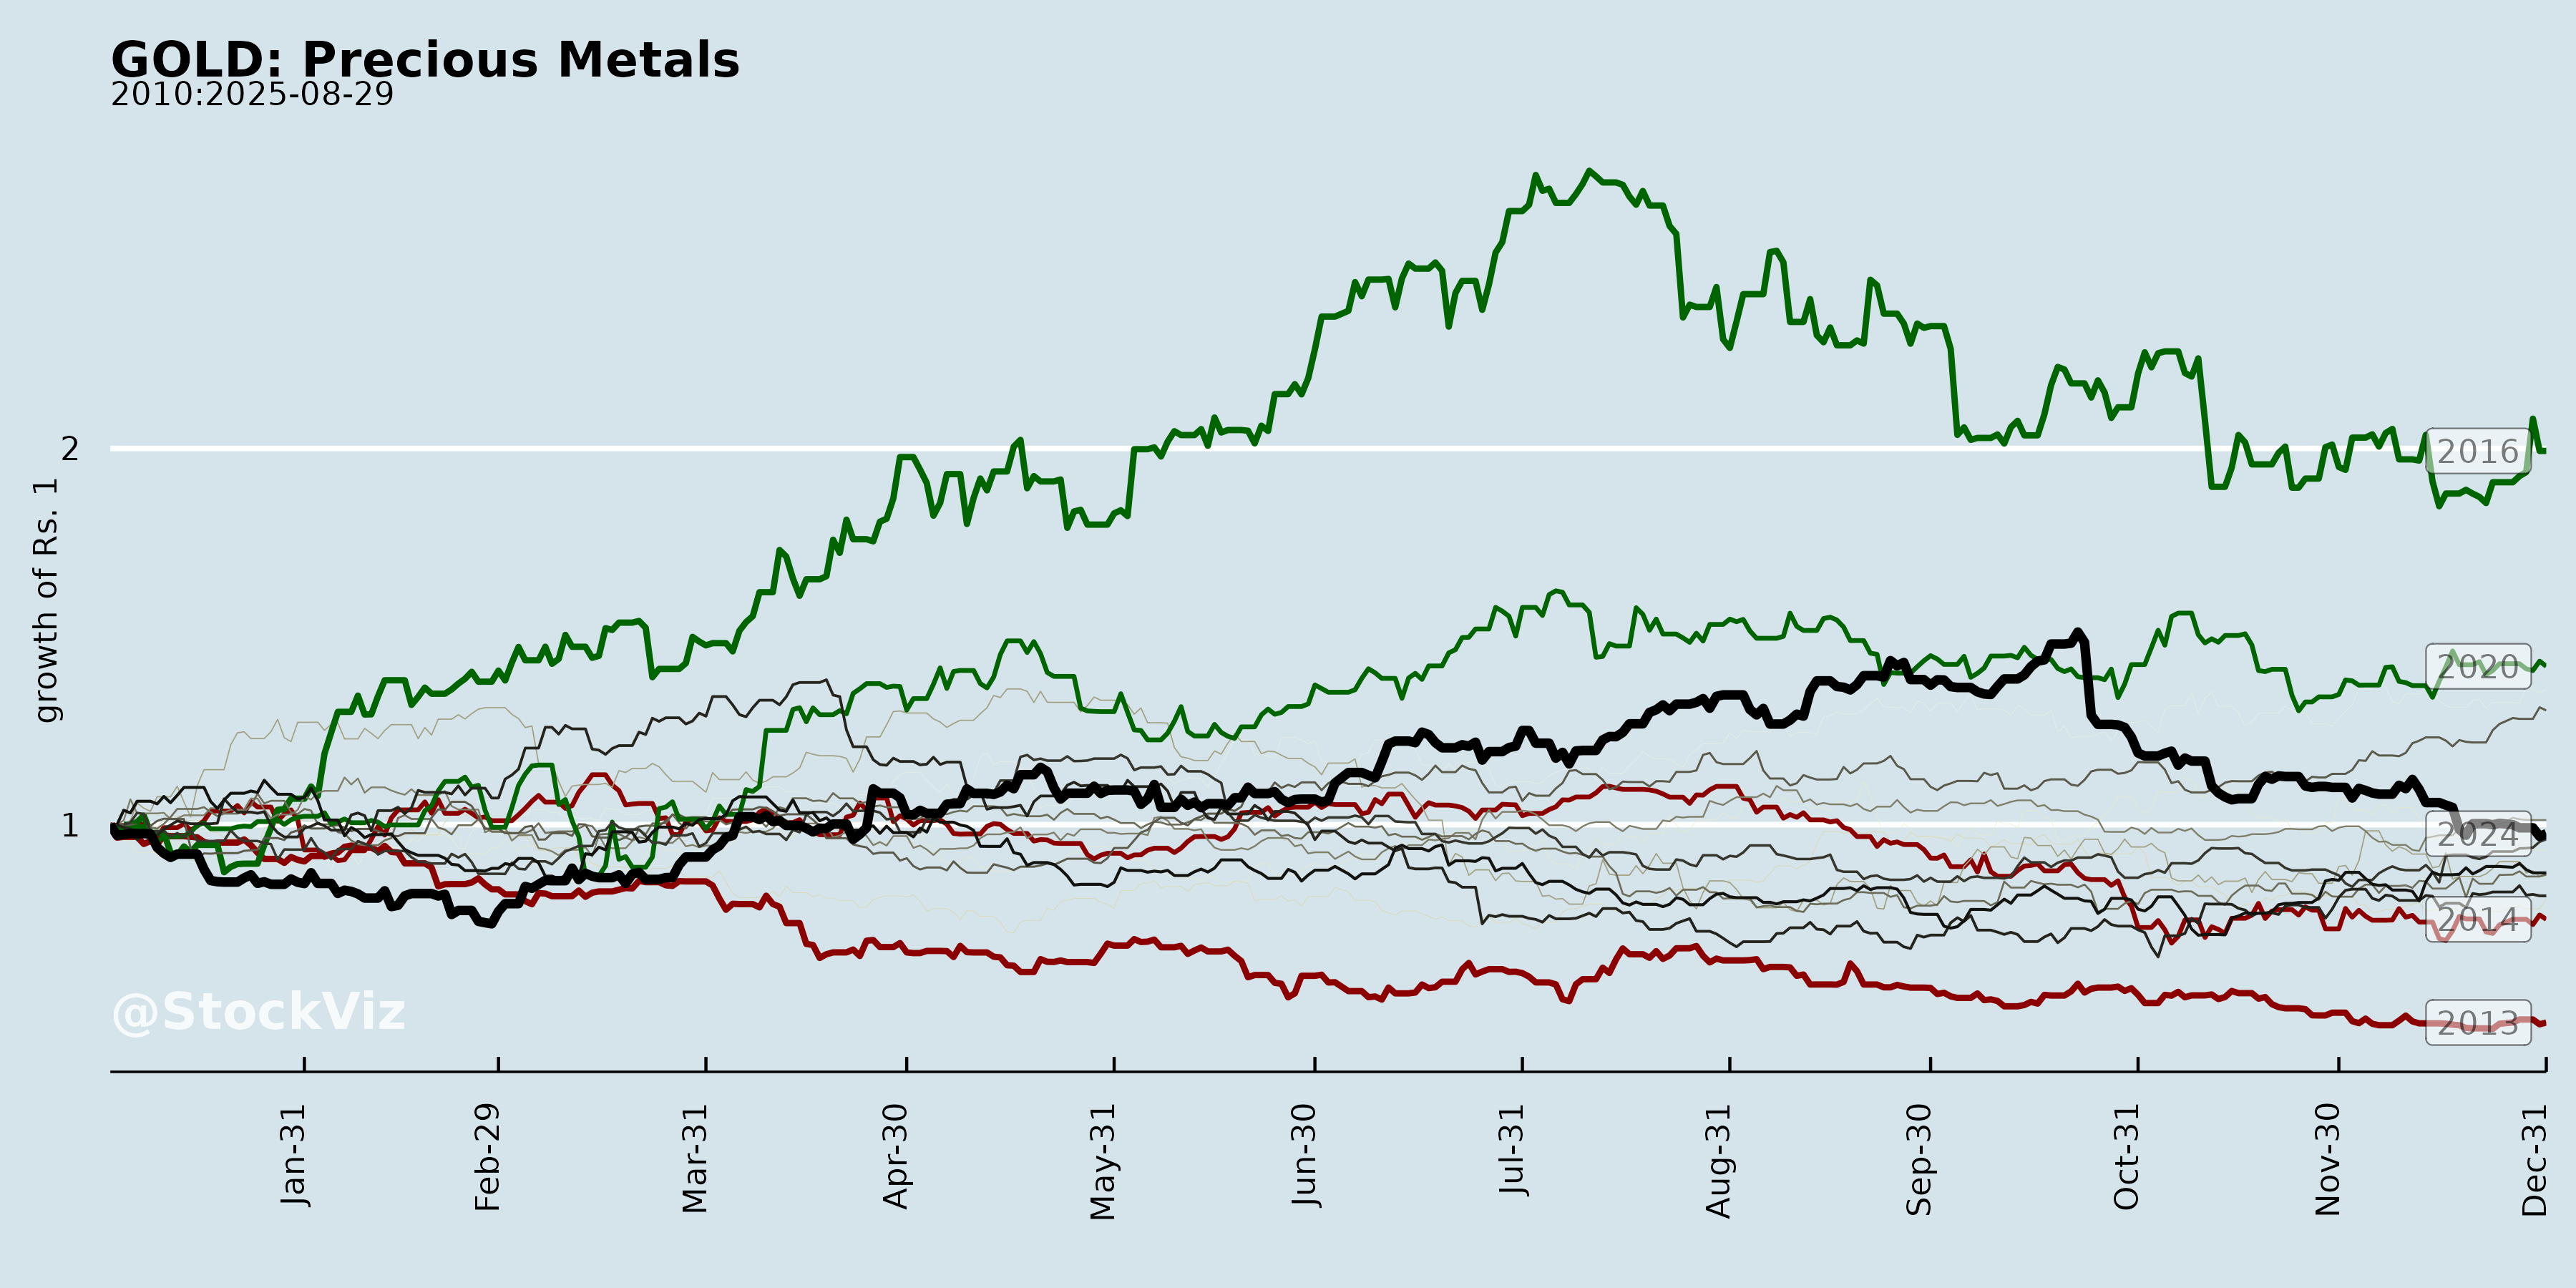 GOLD: Precious Metals
2010:2025-08-29
growth of Rs. 1
2
1
2016
2020
2024
2014
2013
@StockViz
Jan-31
Feb-29
Mar-31
Apr-30
May-31
Jun-30
Jul-31
Aug-31
Sep-30
Oct-31
Nov-30
Dec-31